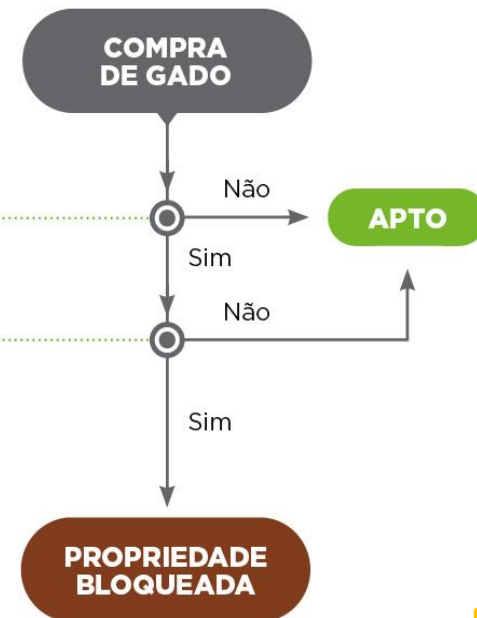 COMPRA
DE GADO
Não
APTO
Sim
Não
Sim
PROPRIEDADE
BLOQUEADA